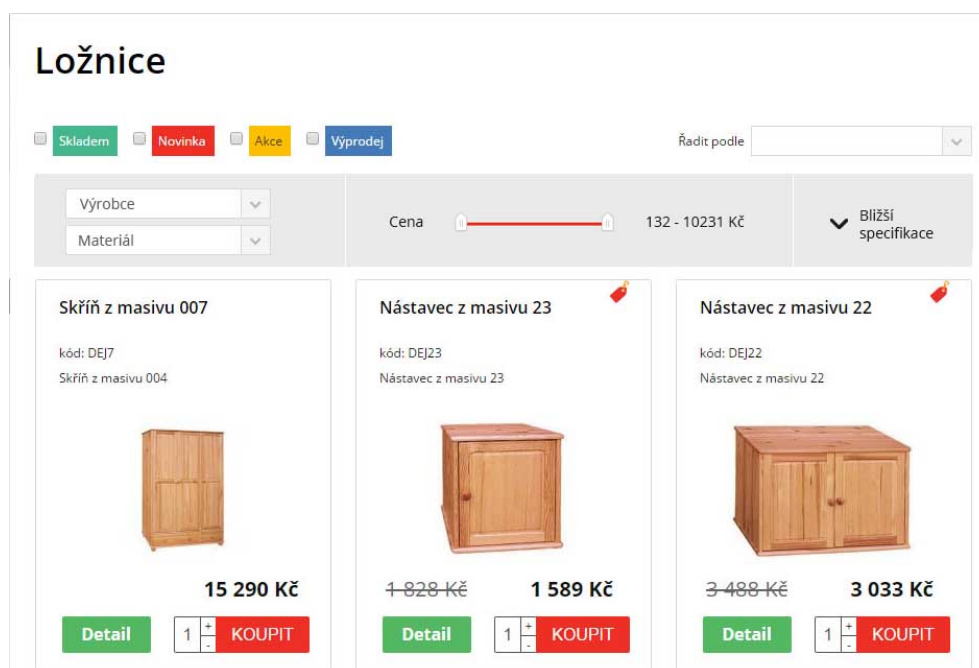 Ložnice
Skladem Novinka Akce Výprodej Řadit podle
Výrobce
Materiál
Cena 132 - 10231 Kč
Bližší
specifikace
Skříň z masivu 007
kód: DEJ7
Skříň z masivu 004
15 290 Kč
Detail 1 + - KOUPIT
Nástavec z masivu 23
kód: DEJ23
Nástavec z masivu 23
1 828 Kč 1 589 Kč
Detail 1 + - KOUPIT
Nástavec z masivu 22
kód: DEJ22
Nástavec z masivu 22
3 488 Kč 3 033 Kč
Detail 1 + - KOUPIT